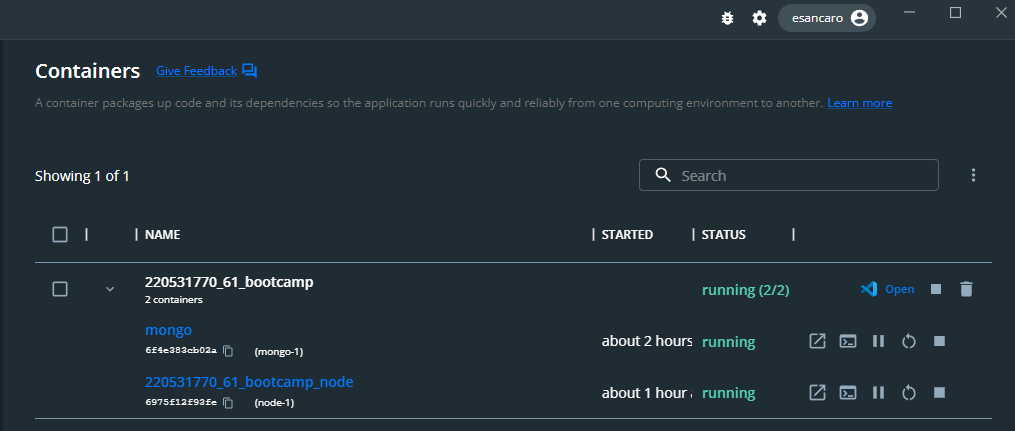 esancaro
Containers Give Feedback
A container packages up code and its dependencies so the application runs quickly and reliably from one computing environment to another. Learn more
Showing 1 of 1 Search
NAME STARTED STATUS
220531770_61_bootcamp running (2/2) Open
2 containers
mongo about 2 hours running
6f4e383cb02a (mongo-1)
220531770_61_bootcamp_node about 1 hour a running
6975f12f93fe (node-1)